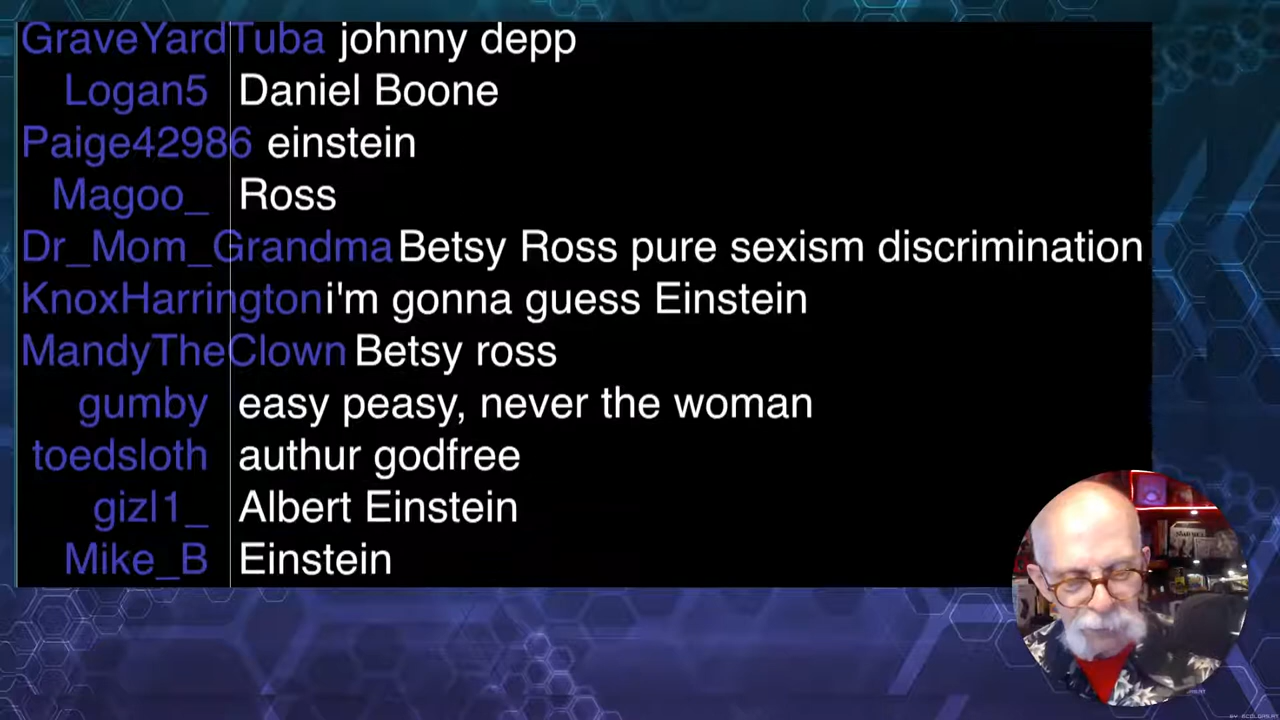 GraveYardTuba johnny depp
Logan5 Daniel Boone
Paige42986 einstein
Magoo_ Ross
Dr_Mom_Grandma Betsy Ross pure sexism discrimination
KnoxHarrington i'm gonna guess Einstein
MandyTheClown Betsy ross
gumby easy peasy, never the woman
toedsloth authur godfree
gizl1_ Albert Einstein
Mike_B Einstein